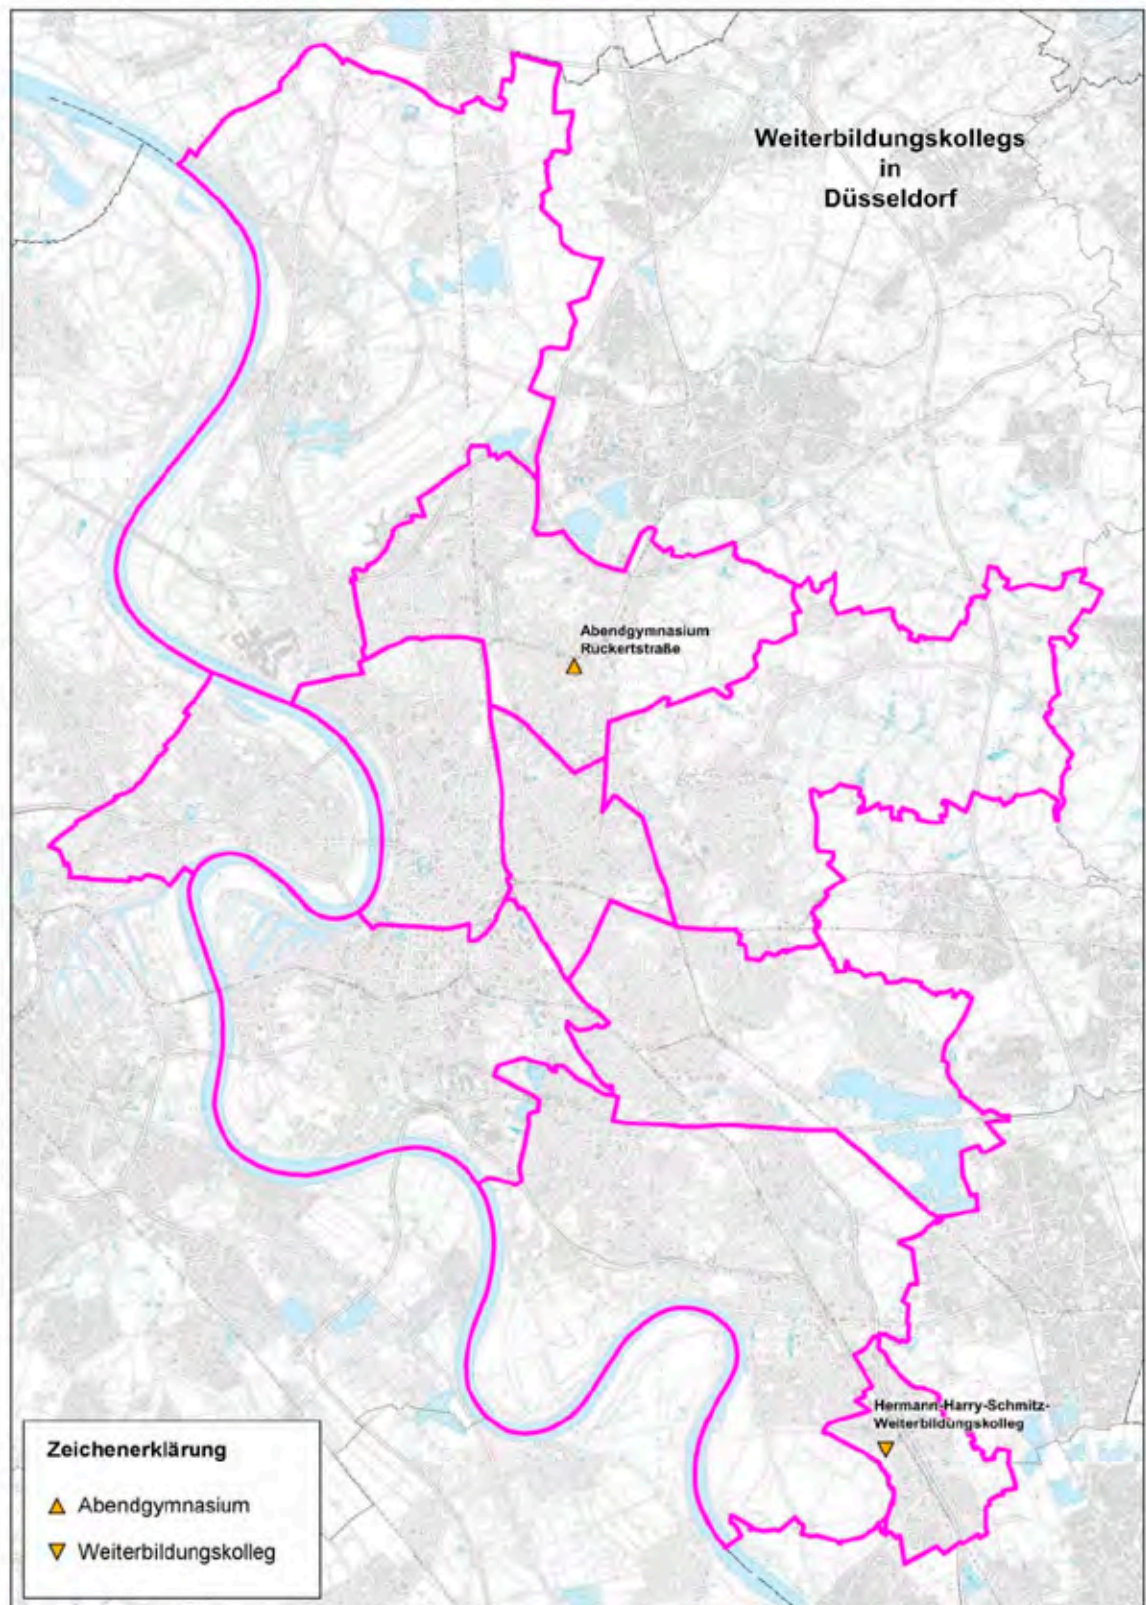 Weiterbildungskollegs
in
Düsseldorf
Abendgymnasium
Rückertstraße
Hermann-Harry-Schmitz-
Weiterbildungskolleg
Zeichenerklärung
Abendgymnasium
Weiterbildungskolleg